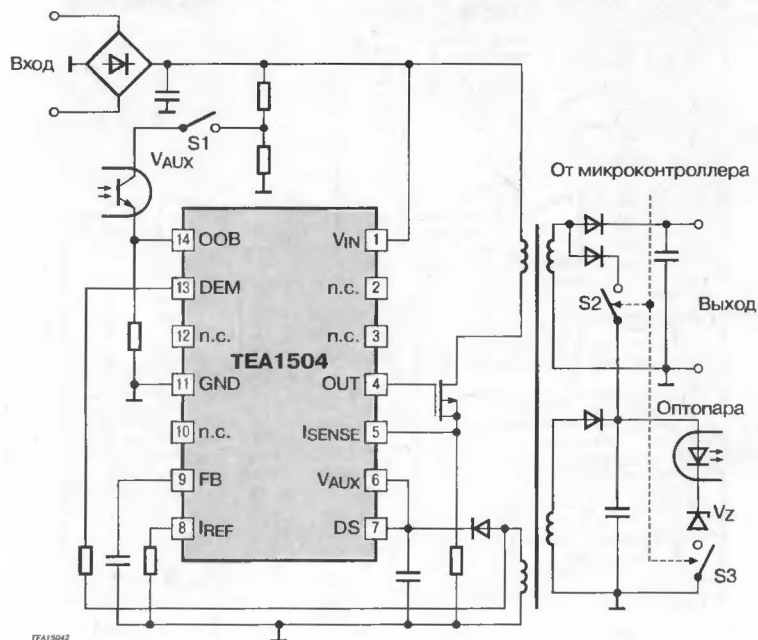 Вход
S1
VAUX
От микроконтроллера
14 OOB
VIN 1
13 DEM
n.c. 2
12 n.c.
n.c. 3
TEA1504
11 GND
OUT 4
10 n.c.
ISENSE 5
9 FB
VAUX 6
8 IREF
DS 7
S2
Выход
Оптопара
VZ
S3
TEA15042